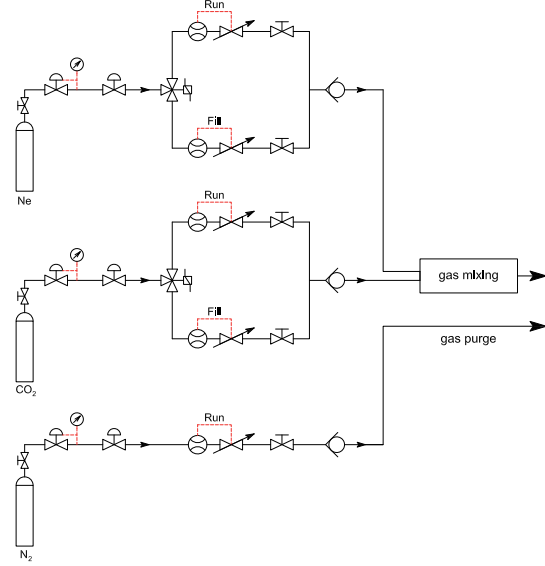 Run
Fill
Ne
Run
gas mixing
Fill
gas purge
CO₂
Run
N₂